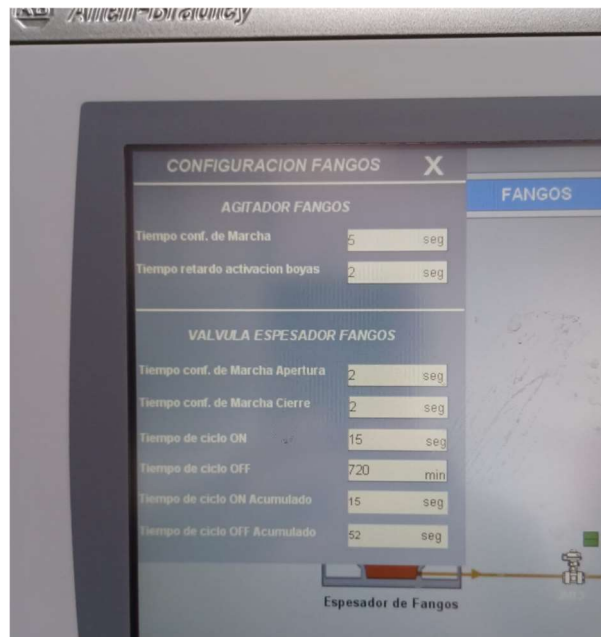 Allen-Bradley
CONFIGURACION FANGOS X
FANGOS
AGITADOR FANGOS
Tiempo conf. de Marcha 5 seg
Tiempo retardo activacion boyas 2 seg
VALVULA ESPESADOR FANGOS
Tiempo conf. de Marcha Apertura 2 seg
Tiempo conf. de Marcha Cierre 2 seg
Tiempo de ciclo ON 15 seg
Tiempo de ciclo OFF 720 min
Tiempo de ciclo ON Acumulado 15 seg
Tiempo de ciclo OFF Acumulado 52 seg
Espesador de Fangos